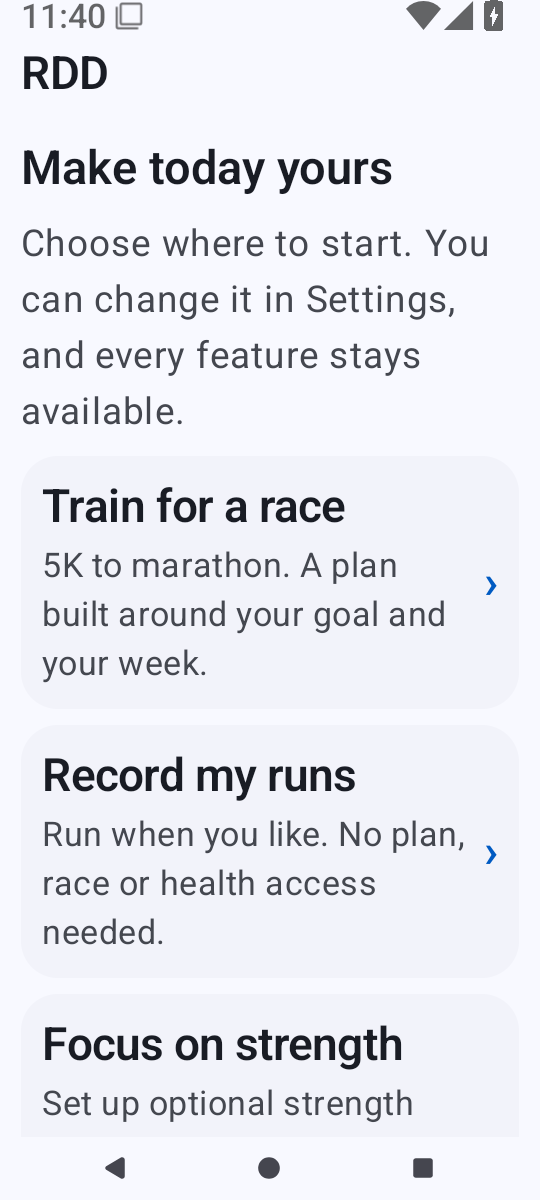 11:40
RDD
Make today yours
Choose where to start. You
can change it in Settings,
and every feature stays
available.
Train for a race
5K to marathon. A plan
built around your goal and
your week.
Record my runs
Run when you like. No plan,
race or health access
needed.
Focus on strength
Set up optional strength